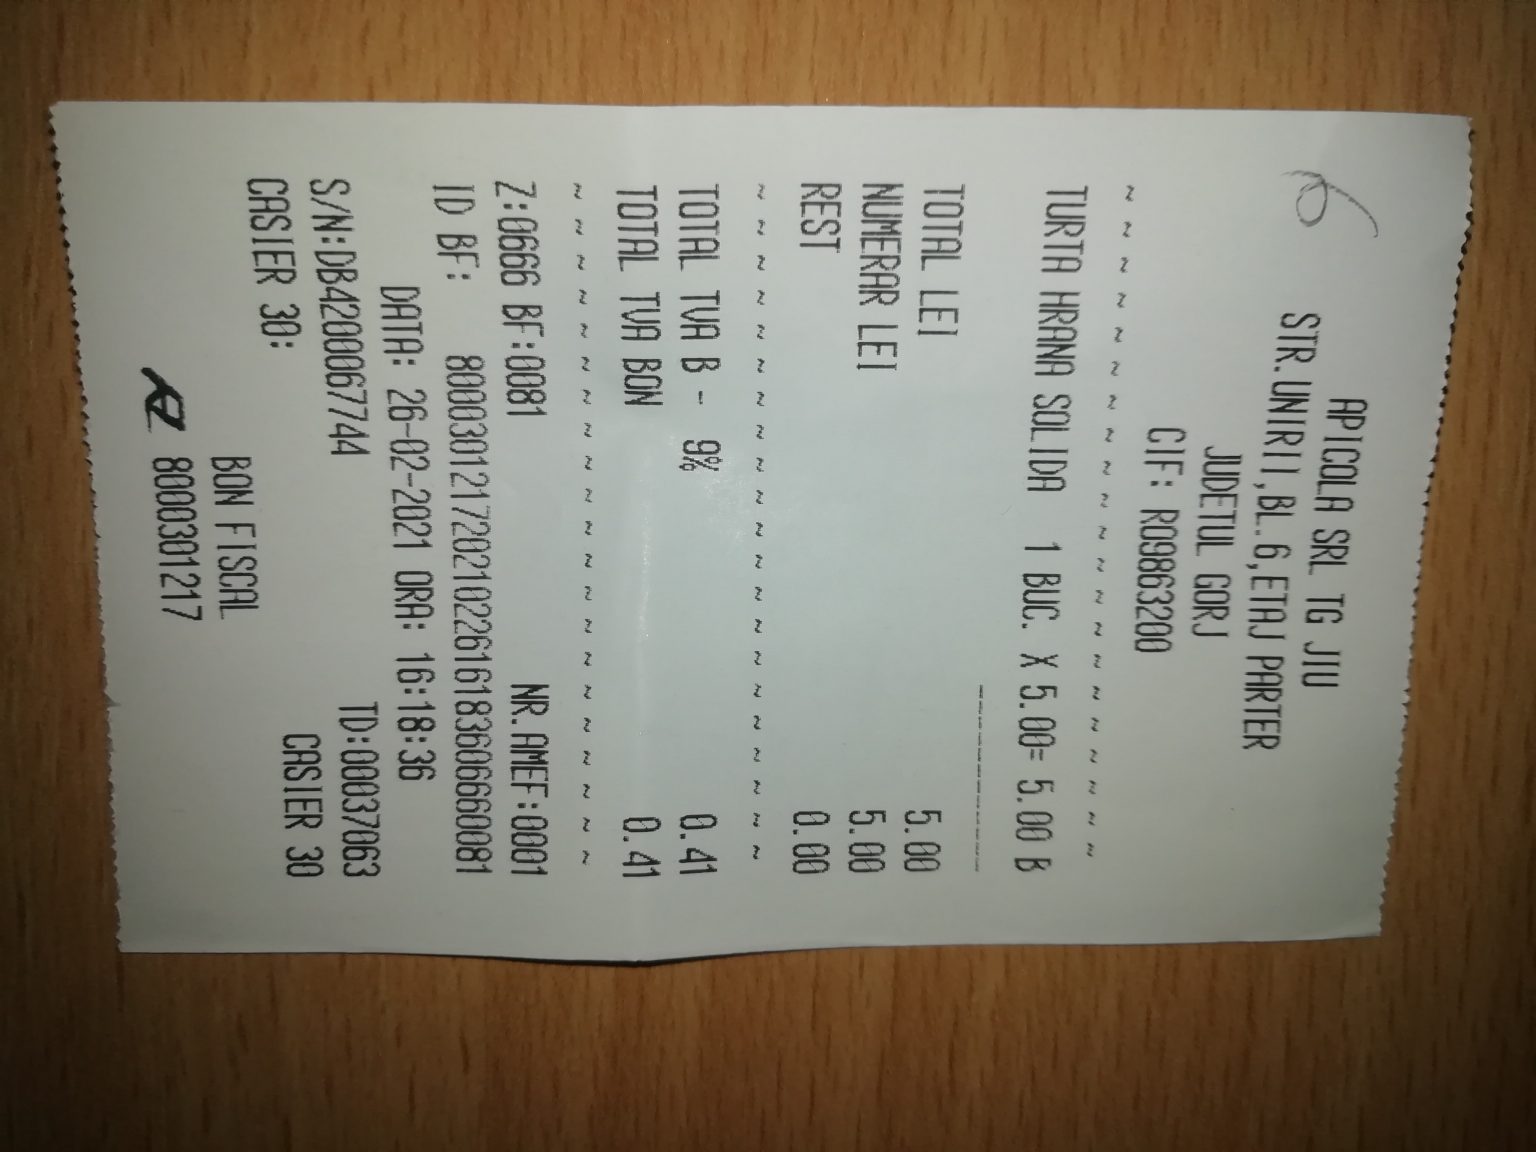 6
APICOLA SRL TG JIU
STR.UNIRII,BL.6,ETAJ PARTER
JUDETUL GORJ
CIF: RO9863200
~ ~ ~ ~ ~ ~ ~ ~ ~ ~ ~ ~ ~ ~ ~ ~ ~ ~ ~ ~
TURTA HRANA SOLIDA 1 BUC. X 5.00= 5.00 B
----------
TOTAL LEI 5.00
NUMERAR LEI 5.00
REST 0.00
~ ~ ~ ~ ~ ~ ~ ~ ~ ~ ~ ~ ~ ~ ~ ~ ~ ~ ~ ~
TOTAL TVA B - 9% 0.41
TOTAL TVA BON 0.41
~ ~ ~ ~ ~ ~ ~ ~ ~ ~ ~ ~ ~ ~ ~ ~ ~ ~ ~ ~
Z:0666 BF:0081 NR.AMEF:0001
ID BF: 80003012172021022616183606660081
DATA: 26-02-2021 ORA: 16:18:36
S/N:DB4200067744 TD:00037063
CASIER 30: CASIER 30
BON FISCAL
8000301217